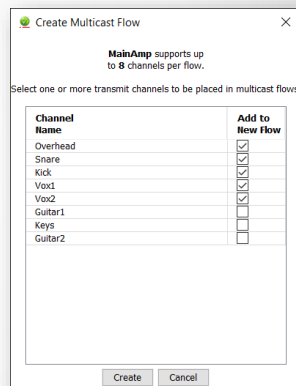 Create Multicast Flow
MainAmp supports up
to 8 channels per flow.
Select one or more transmit channels to be placed in multicast flows
Channel Name Add to New Flow
Overhead
Snare
Kick
Vox1
Vox2
Guitar1
Keys
Guitar2
Create Cancel